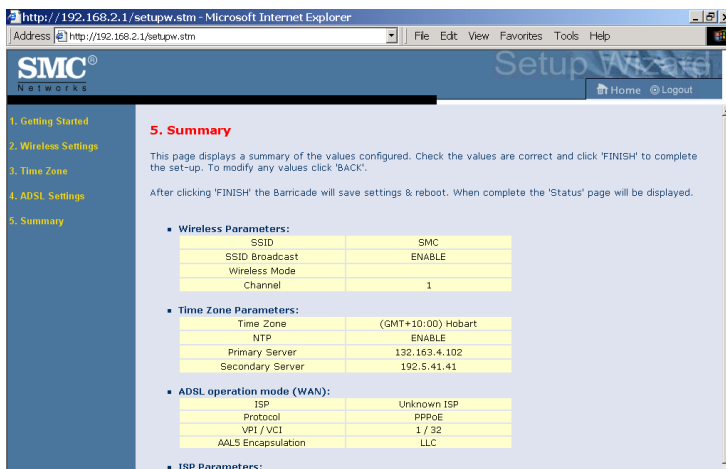 http://192.168.2.1/setupw.stm - Microsoft Internet Explorer
Address http://192.168.2.1/setupw.stm File Edit View Favorites Tools Help
SMC®
Networks
Setup Wizard
Home Logout
1. Getting Started
2. Wireless Settings
3. Time Zone
4. ADSL Settings
5. Summary
5. Summary
This page displays a summary of the values configured. Check the values are correct and click 'FINISH' to complete
the set-up. To modify any values click 'BACK'.
After clicking 'FINISH' the Barricade will save settings & reboot. When complete the 'Status' page will be displayed.
Wireless Parameters:
SSID SMC
SSID Broadcast ENABLE
Wireless Mode
Channel 1
Time Zone Parameters:
Time Zone (GMT+10:00) Hobart
NTP ENABLE
Primary Server 132.163.4.102
Secondary Server 192.5.41.41
ADSL operation mode (WAN):
ISP Unknown ISP
Protocol PPPoE
VPI / VCI 1 / 32
AAL5 Encapsulation LLC
ISP Parameters: